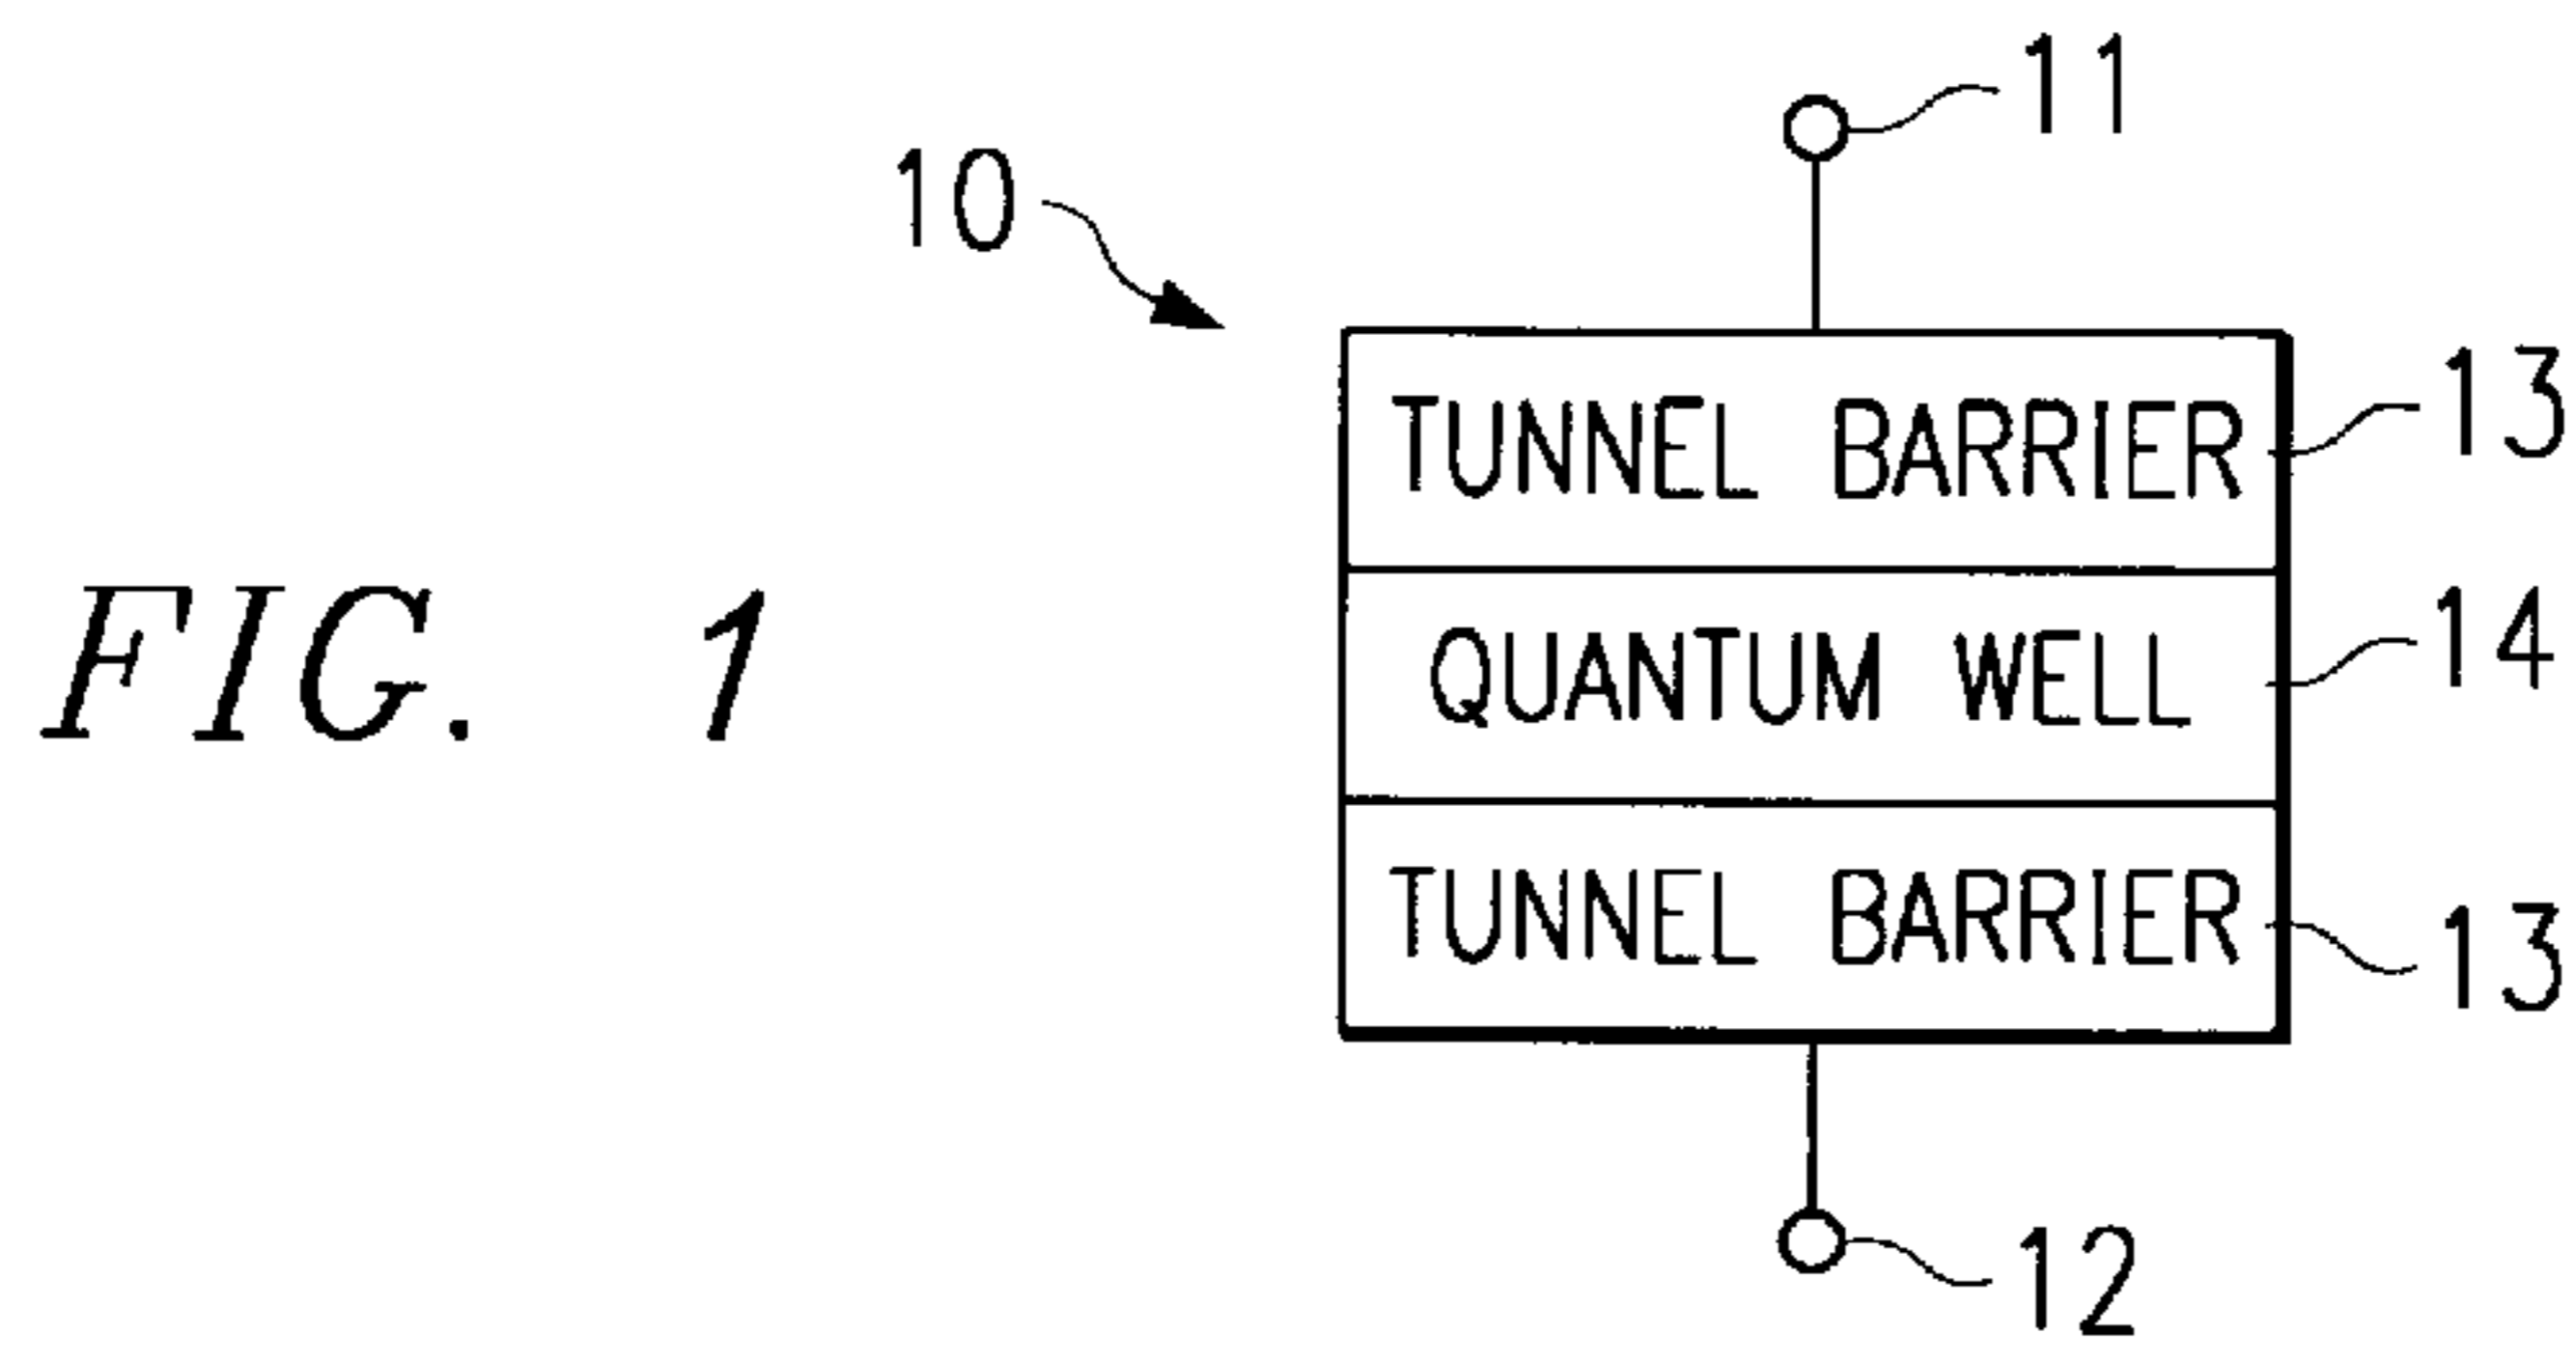 11
10
TUNNEL BARRIER 13
FIG. 1
QUANTUM WELL 14
TUNNEL BARRIER 13
12